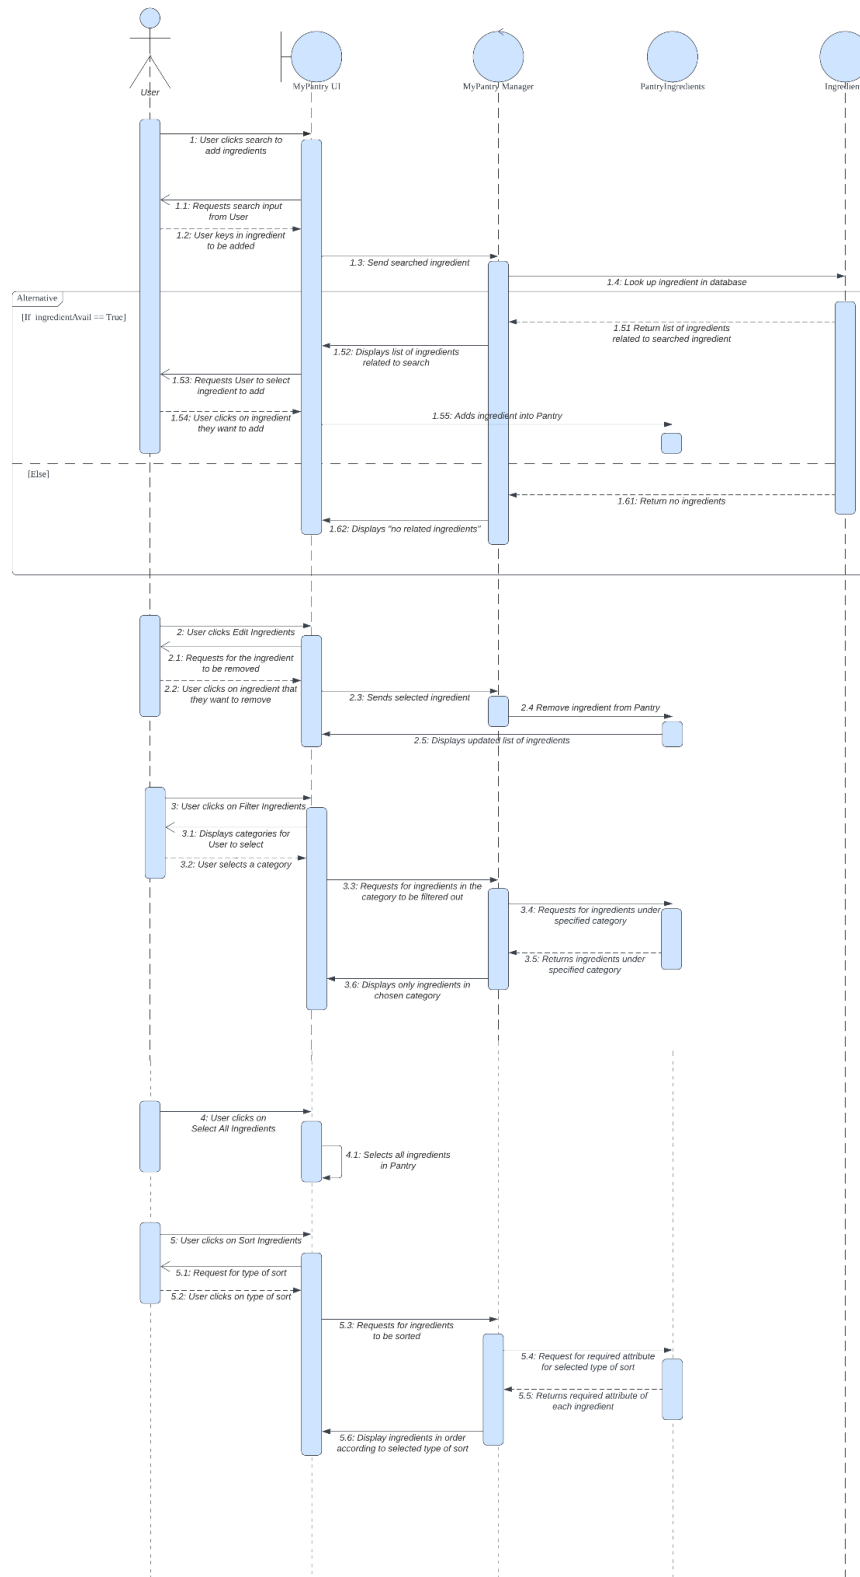 User
MyPantry UI
MyPantry Manager
PantryIngredients
Ingredient
1: User clicks search to
add ingredients
1.1: Requests search input
from User
1.2: User keys in ingredient
to be added
1.3: Send searched ingredient
1.4: Look up ingredient in database
Alternative
[If ingredientAvail == True]
1.51 Return list of ingredients
related to searched ingredient
1.52: Displays list of ingredients
related to search
1.53: Requests User to select
ingredient to add
1.54: User clicks on ingredient
they want to add
1.55: Adds ingredient into Pantry
[Else]
1.61: Return no ingredients
1.62: Displays "no related ingredients"
2: User clicks Edit Ingredients
2.1: Requests for the ingredient
to be removed
2.2: User clicks on ingredient that
they want to remove
2.3: Sends selected ingredient
2.4 Remove ingredient from Pantry
2.5: Displays updated list of ingredients
3: User clicks on Filter Ingredients
3.1: Displays categories for
User to select
3.2: User selects a category
3.3: Requests for ingredients in the
category to be filtered out
3.4: Requests for ingredients under
specified category
3.5: Returns ingredients under
specified category
3.6: Displays only ingredients in
chosen category
4: User clicks on
Select All Ingredients
4.1: Selects all ingredients
in Pantry
5: User clicks on Sort Ingredients
5.1: Request for type of sort
5.2: User clicks on type of sort
5.3: Requests for ingredients
to be sorted
5.4: Request for required attribute
for selected type of sort
5.5: Returns required attribute of
each ingredient
5.6: Display ingredients in order
according to selected type of sort